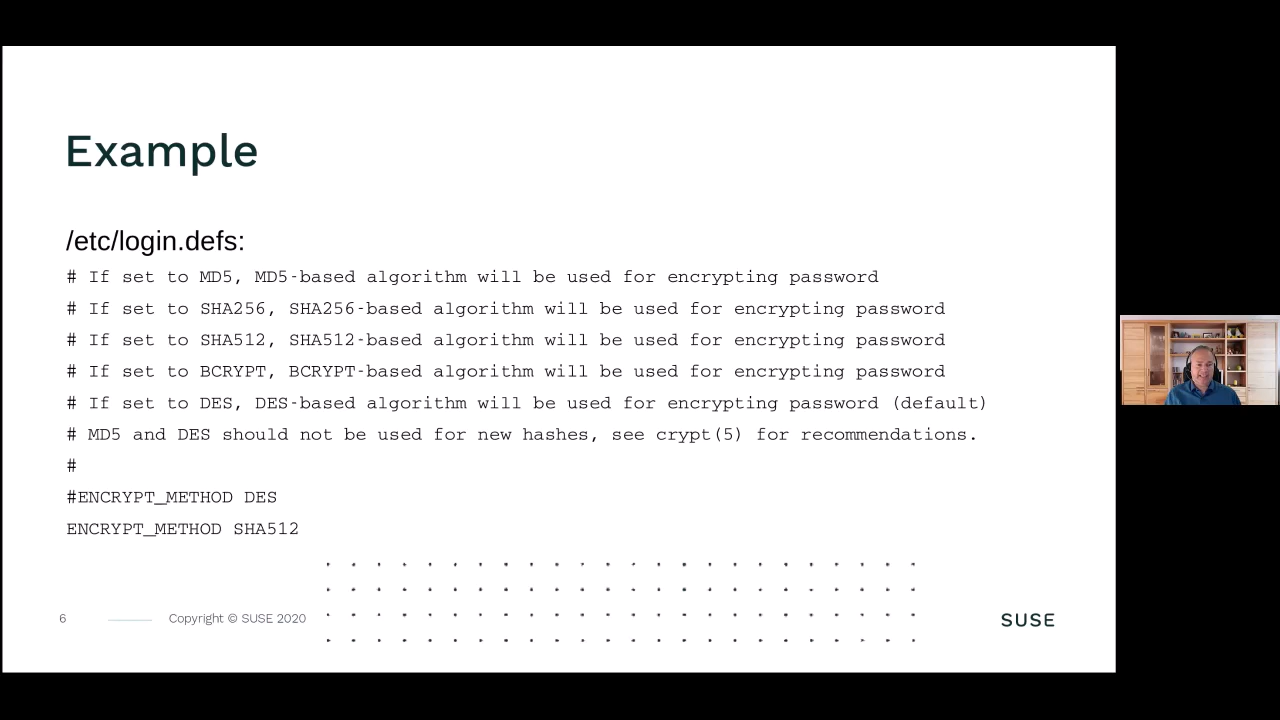 Example
/etc/login.defs:
# If set to MD5, MD5-based algorithm will be used for encrypting password
# If set to SHA256, SHA256-based algorithm will be used for encrypting password
# If set to SHA512, SHA512-based algorithm will be used for encrypting password
# If set to BCRYPT, BCRYPT-based algorithm will be used for encrypting password
# If set to DES, DES-based algorithm will be used for encrypting password (default)
# MD5 and DES should not be used for new hashes, see crypt(5) for recommendations.
#
#ENCRYPT_METHOD DES
ENCRYPT_METHOD SHA512
6 Copyright © SUSE 2020 SUSE